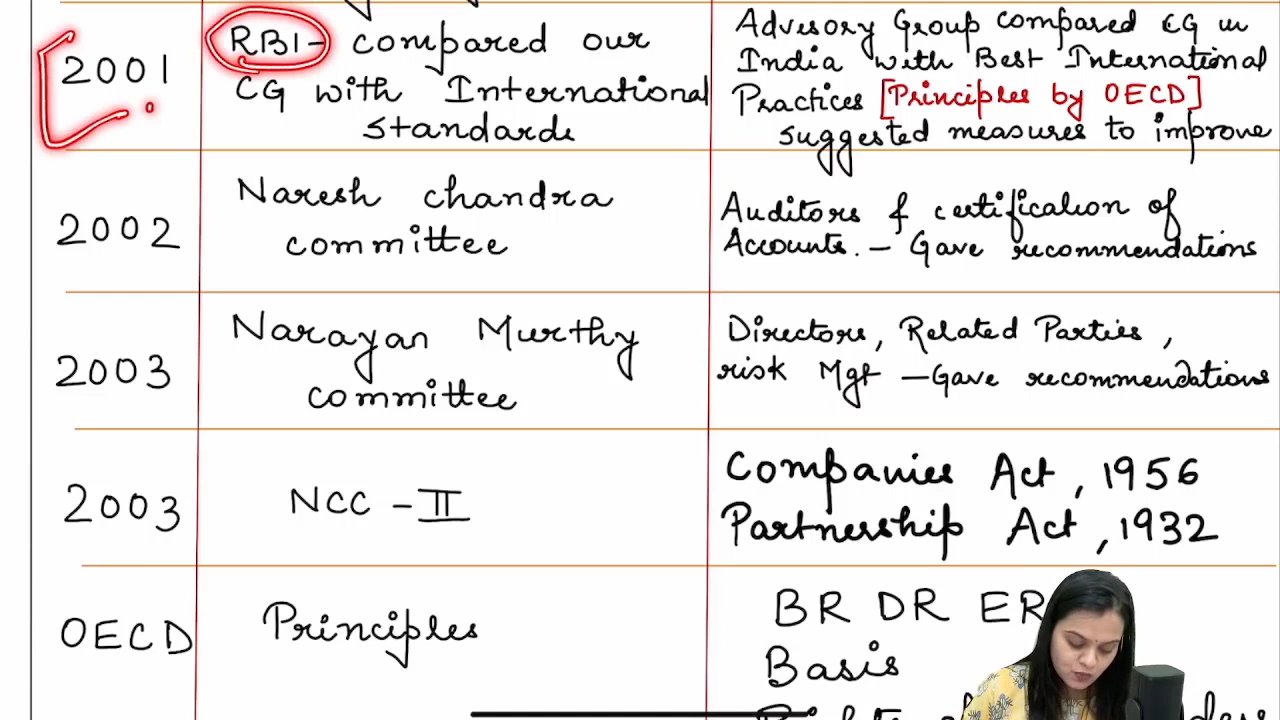 2001
RBI - compared our
CG with International
standards
Advisory Group compared CG in
India with Best International
Practices [Principles by OECD]
suggested measures to improve
2002
Naresh chandra
committee
Auditors & certification of
Accounts. - Gave recommendations
2003
Narayan Murthy
committee
Directors, Related Parties,
risk Mgt - Gave recommendations
2003
NCC - II
Companies Act, 1956
Partnership Act, 1932
OECD
Principles
BR DR ER
Basis